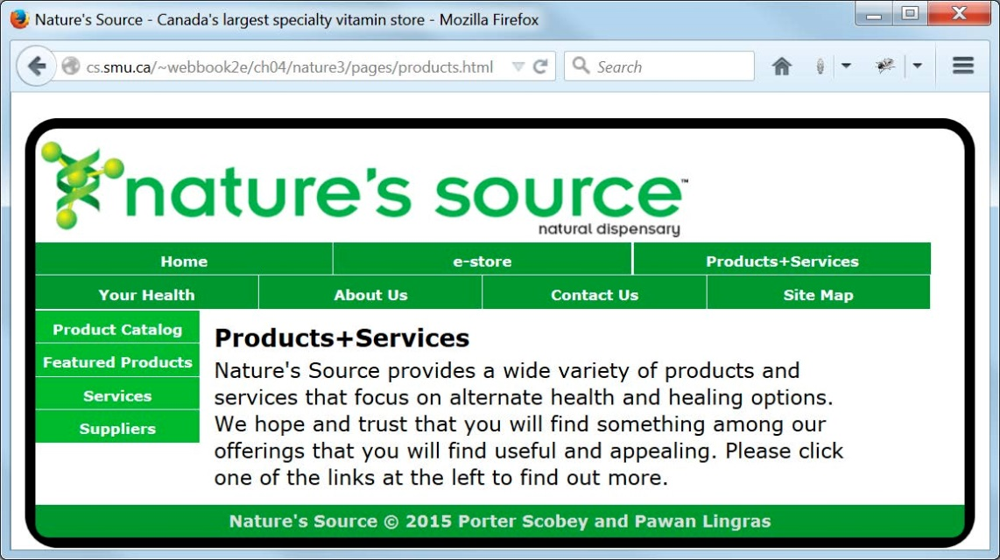 Nature's Source - Canada's largest specialty vitamin store - Mozilla Firefox
cs.smu.ca/~webbook2e/ch04/nature3/pages/products.html Search
nature's source™
natural dispensary
Home e-store Products+Services
Your Health About Us Contact Us Site Map
Product Catalog
Featured Products
Services
Suppliers
Products+Services
Nature's Source provides a wide variety of products and
services that focus on alternate health and healing options.
We hope and trust that you will find something among our
offerings that you will find useful and appealing. Please click
one of the links at the left to find out more.
Nature's Source © 2015 Porter Scobey and Pawan Lingras